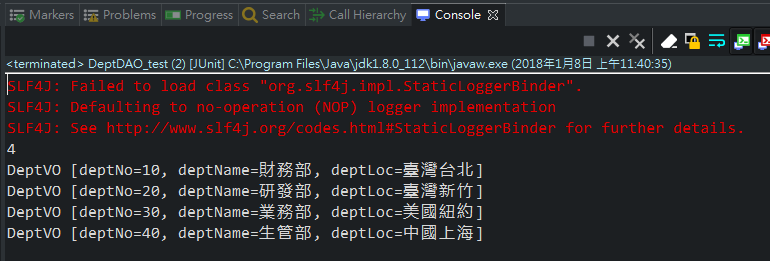 Markers Problems Progress Search Call Hierarchy Console
<terminated> DeptDAO_test (2) [JUnit] C:\Program Files\Java\jdk1.8.0_112\bin\javaw.exe (2018年1月8日 上午11:40:35)
SLF4J: Failed to load class "org.slf4j.impl.StaticLoggerBinder".
SLF4J: Defaulting to no-operation (NOP) logger implementation
SLF4J: See http://www.slf4j.org/codes.html#StaticLoggerBinder for further details.
4
DeptVO [deptNo=10, deptName=財務部, deptLoc=臺灣台北]
DeptVO [deptNo=20, deptName=研發部, deptLoc=臺灣新竹]
DeptVO [deptNo=30, deptName=業務部, deptLoc=美國紐約]
DeptVO [deptNo=40, deptName=生管部, deptLoc=中國上海]